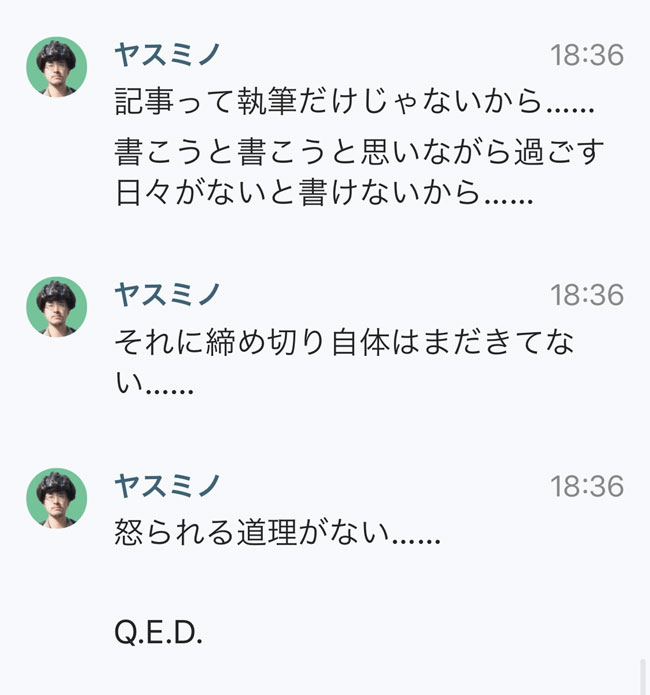 ヤスミノ 18:36
記事って執筆だけじゃないから......
書こうと書こうと思いながら過ごす
日々がないと書けないから......
ヤスミノ 18:36
それに締め切り自体はまだきてな
い......
ヤスミノ 18:36
怒られる道理がない......
Q.E.D.